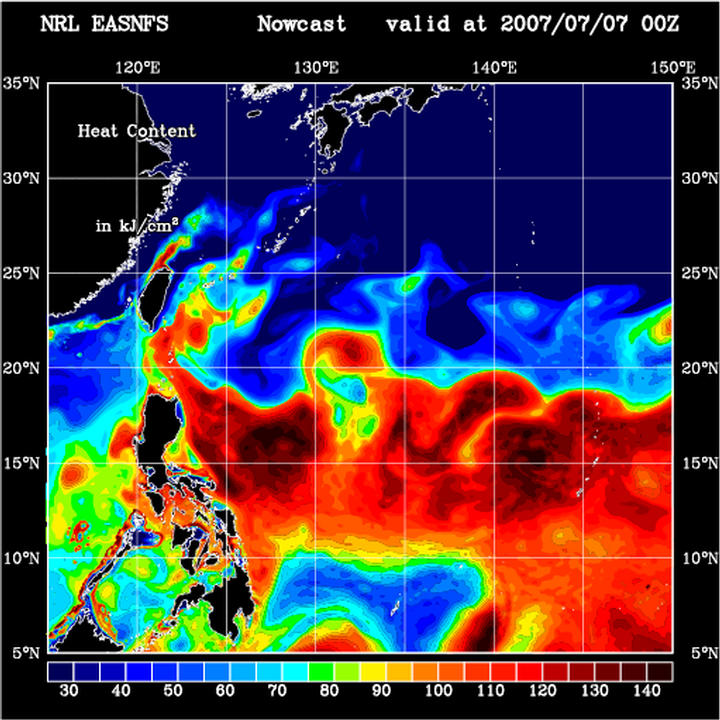 NRL EASNFS Nowcast valid at 2007/07/07 00Z
120°E 130°E 140°E 150°E
35°N 35°N
Heat Content
30°N 30°N
in kJ/cm²
25°N 25°N
20°N 20°N
15°N 15°N
10°N 10°N
5°N 5°N
30 40 50 60 70 80 90 100 110 120 130 140